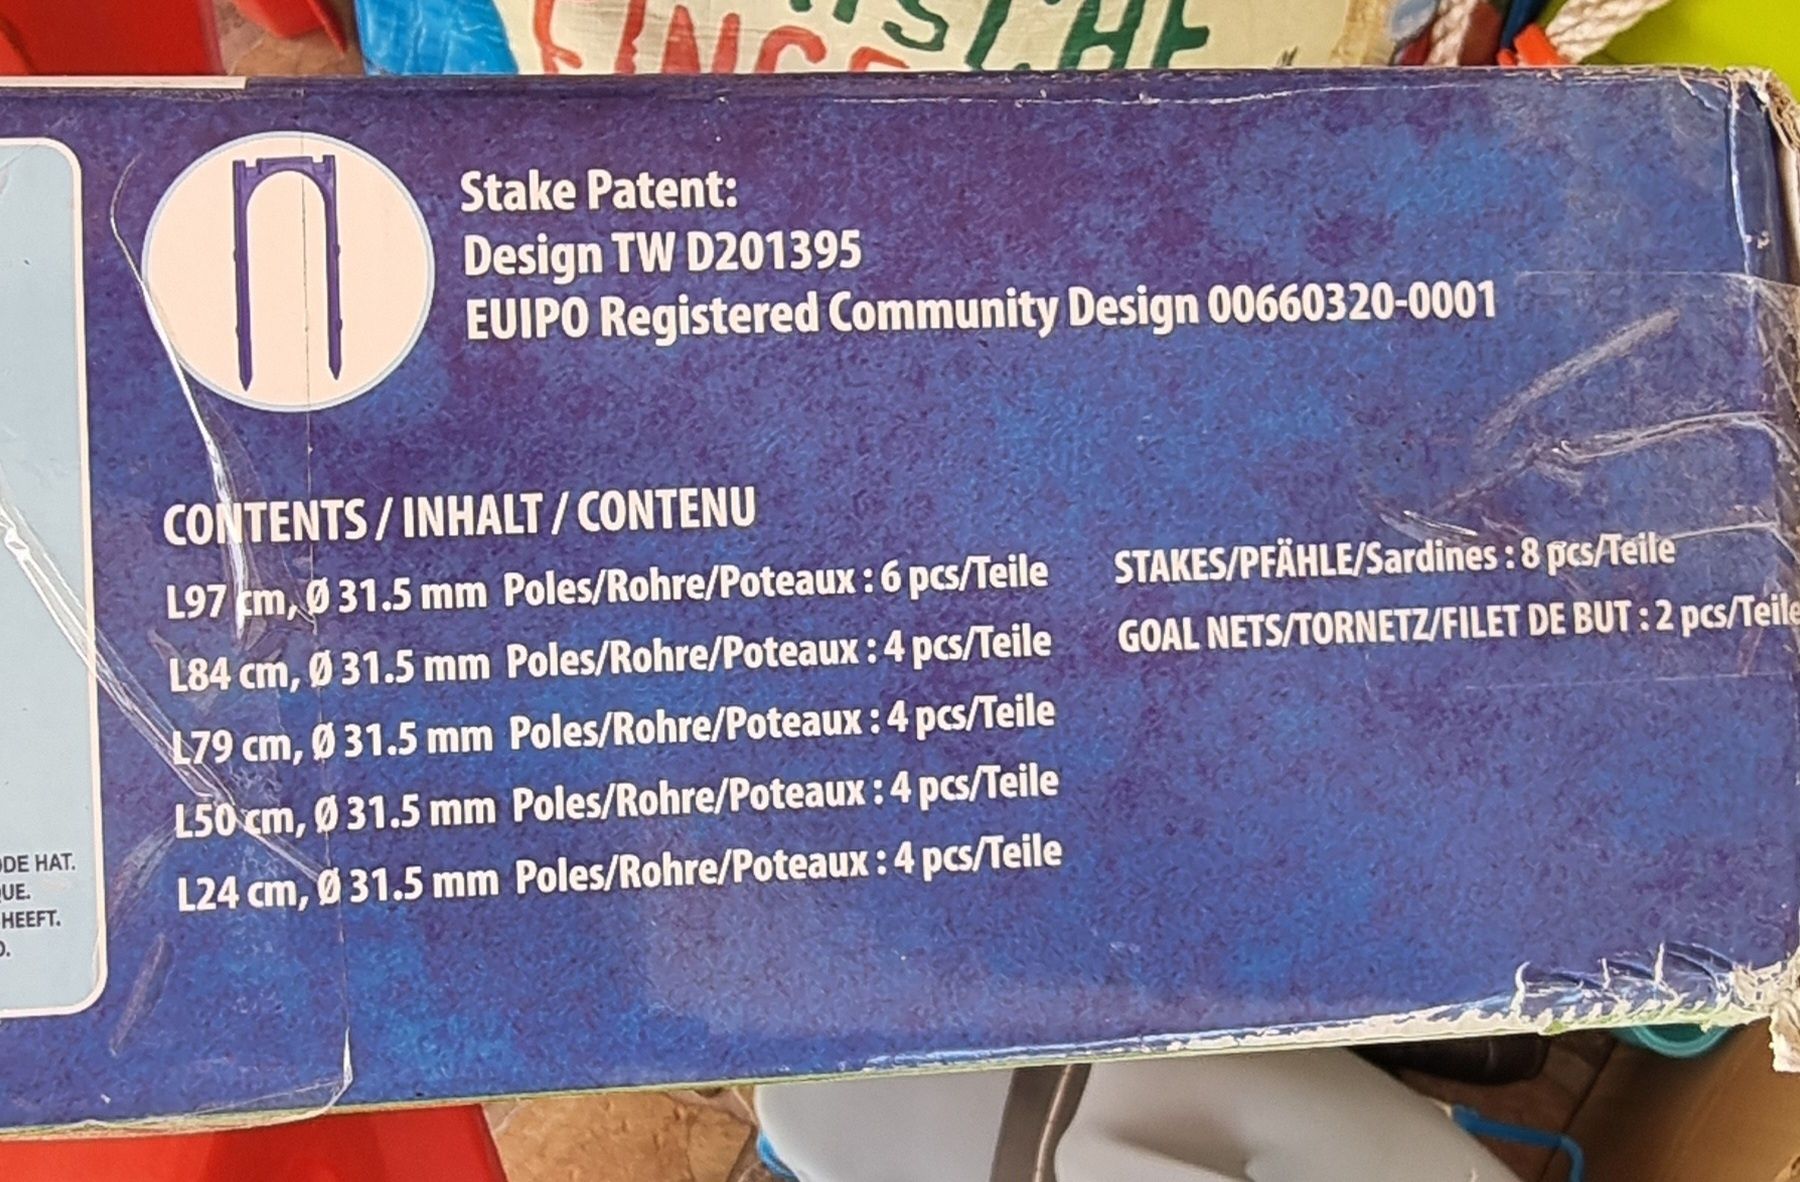 Stake Patent:
Design TW D201395
EUIPO Registered Community Design 00660320-0001
CONTENTS / INHALT / CONTENU
L97 cm, Ø 31.5 mm Poles/Rohre/Poteaux : 6 pcs/Teile
L84 cm, Ø 31.5 mm Poles/Rohre/Poteaux : 4 pcs/Teile
L79 cm, Ø 31.5 mm Poles/Rohre/Poteaux : 4 pcs/Teile
L50 cm, Ø 31.5 mm Poles/Rohre/Poteaux : 4 pcs/Teile
L24 cm, Ø 31.5 mm Poles/Rohre/Poteaux : 4 pcs/Teile
STAKES/PFÄHLE/Sardines : 8 pcs/Teile
GOAL NETS/TORNETZ/FILET DE BUT : 2 pcs/Teile
HAT.
HEEFT.